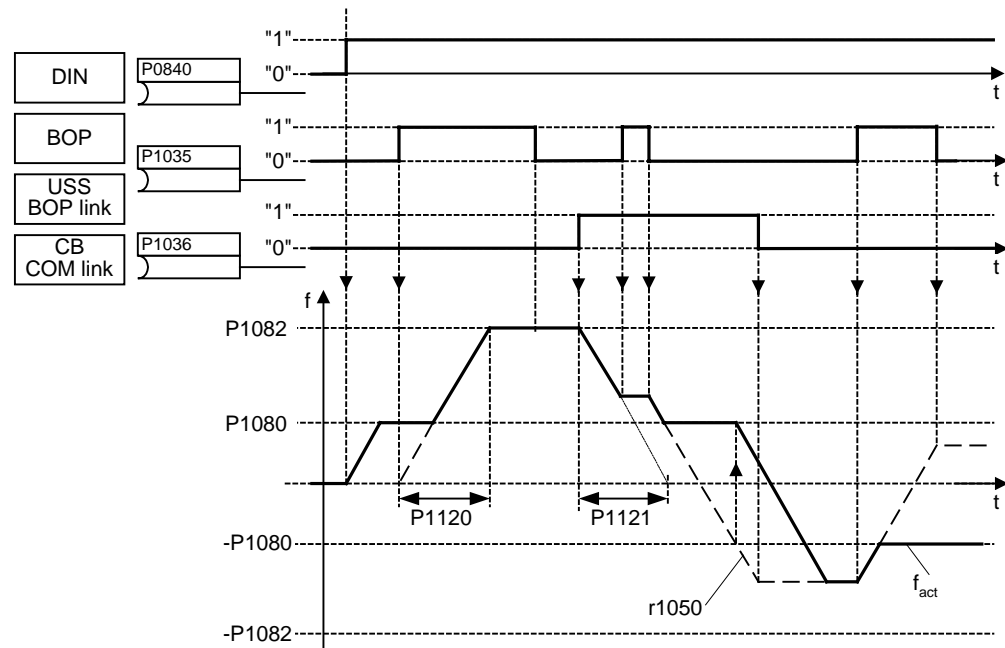 "1"
DIN
P0840
"0"
t
BOP
"1"
P1035
"0"
t
USS
BOP link
"1"
CB
COM link
P1036
"0"
t
f
P1082
P1080
t
P1120
P1121
-P1080
r1050
fact
-P1082